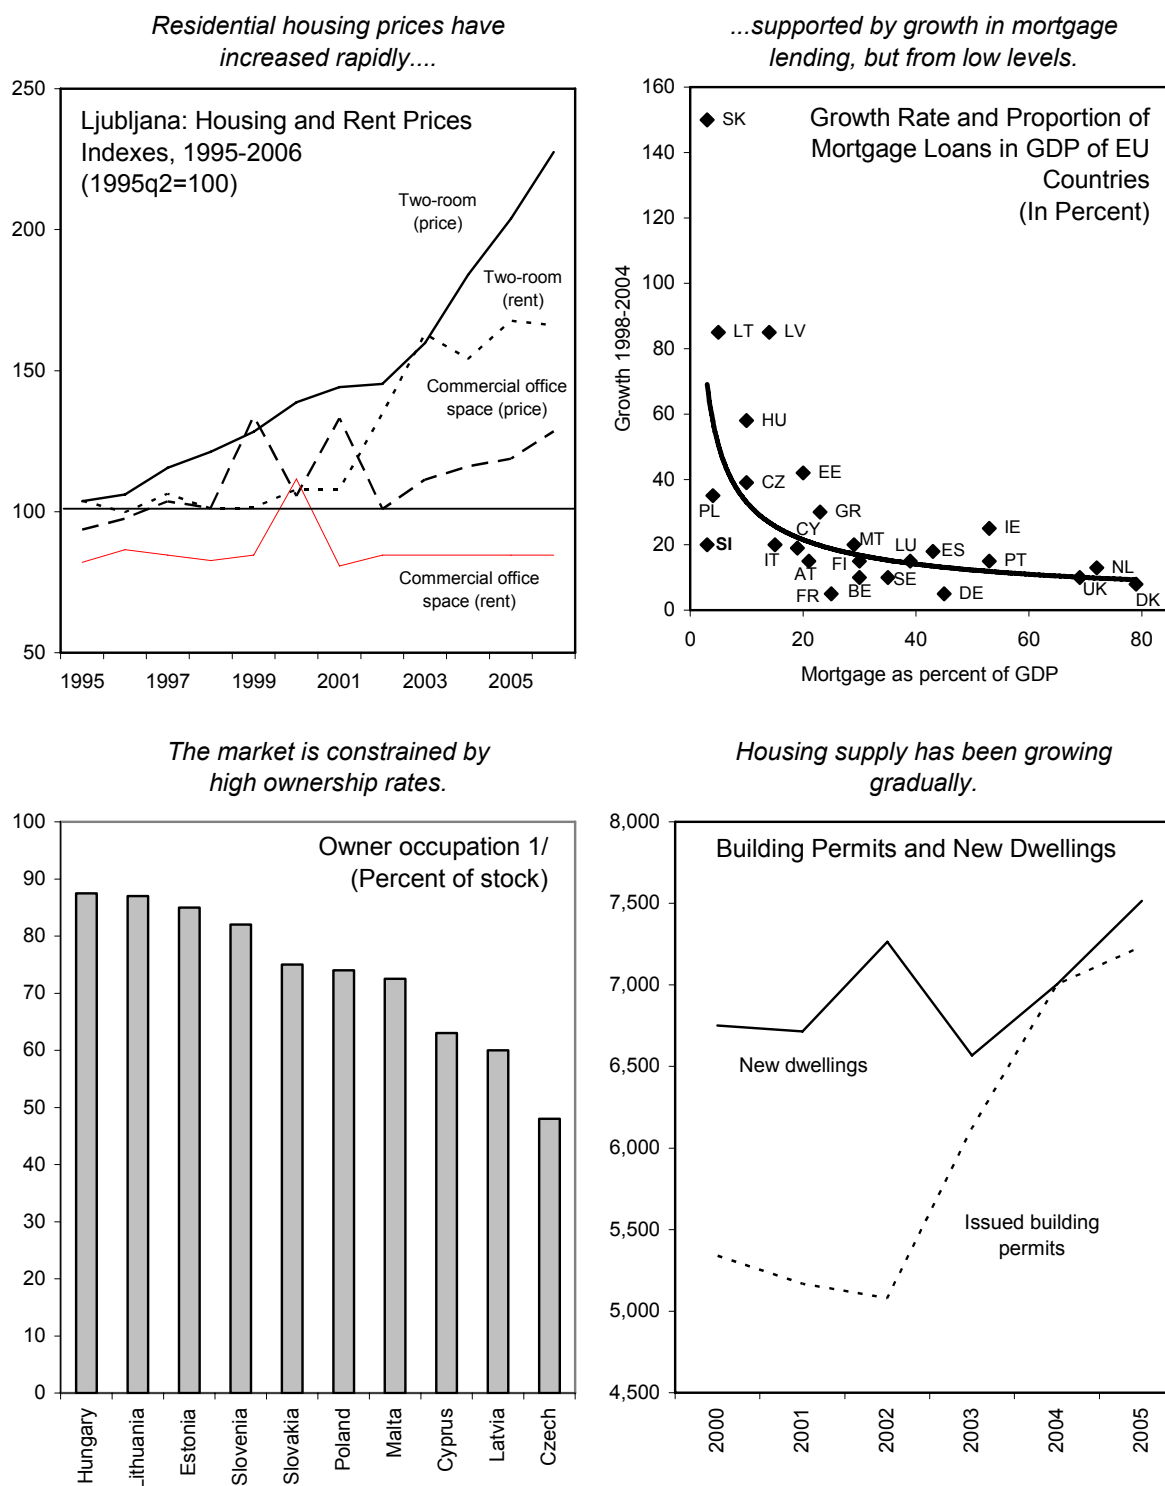 Residential housing prices have
increased rapidly....
250
200
150
100
50
Ljubljana: Housing and Rent Prices
Indexes, 1995-2006
(1995q2=100)
Two-room
(price)
Two-room
(rent)
Commercial office
space (price)
Commercial office
space (rent)
1995 1997 1999 2001 2003 2005
...supported by growth in mortgage
lending, but from low levels.
160
140
120
100
80
60
40
20
0
Growth 1998-2004
Growth Rate and Proportion of
Mortgage Loans in GDP of EU
Countries
(In Percent)
SK
LT LV
HU
EE
CZ
PL GR
CY MT IE
SI IT LU ES
AT FI PT
FR BE SE DE UK NL
DK
0 20 40 60 80
Mortgage as percent of GDP
The market is constrained by
high ownership rates.
100
90
80
70
60
50
40
30
20
10
0
Owner occupation 1/
(Percent of stock)
Hungary
Lithuania
Estonia
Slovenia
Slovakia
Poland
Malta
Cyprus
Latvia
Czech
Housing supply has been growing
gradually.
8,000
7,500
7,000
6,500
6,000
5,500
5,000
4,500
Building Permits and New Dwellings
New dwellings
Issued building
permits
2000
2001
2002
2003
2004
2005